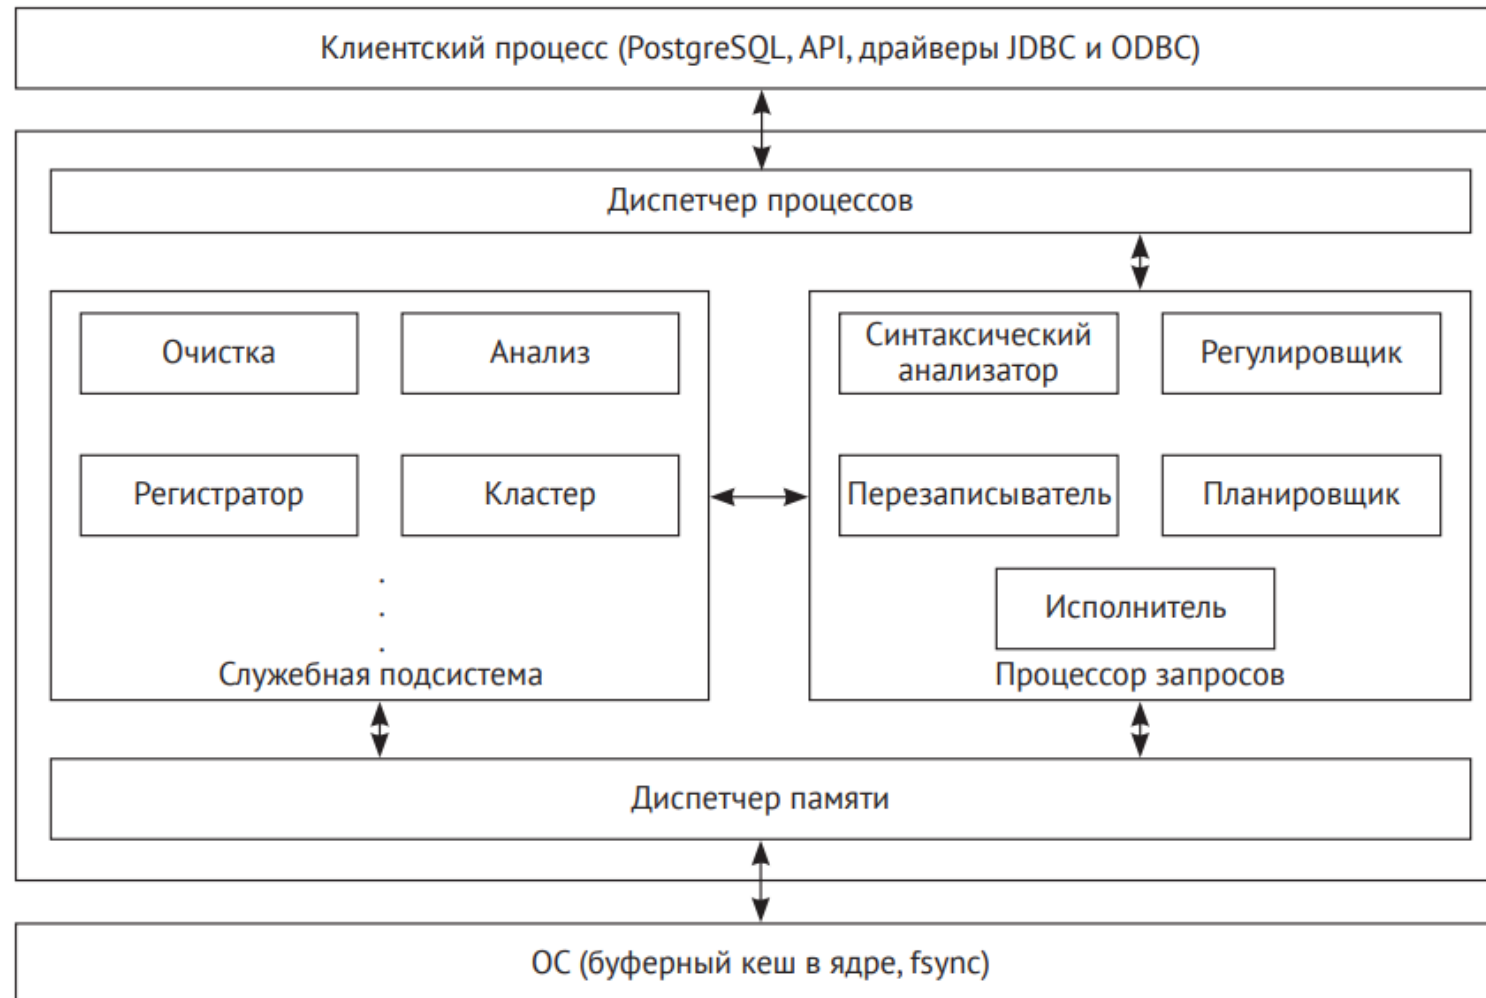 Клиентский процесс (PostgreSQL, API, драйверы JDBC и ODBC)
Диспетчер процессов
Очистка
Анализ
Регистратор
Кластер
.
.
.
Служебная подсистема
Синтаксический
анализатор
Регулировщик
Перезаписыватель
Планировщик
Исполнитель
Процессор запросов
Диспетчер памяти
ОС (буферный кеш в ядре, fsync)